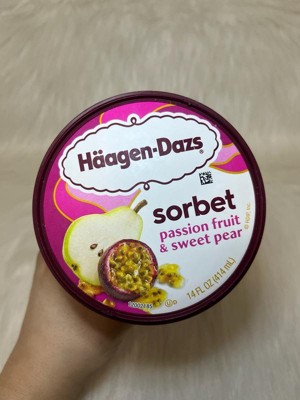 Häagen-Dazs®
sorbet
passion fruit
& sweet pear
14 FL OZ (414 mL)